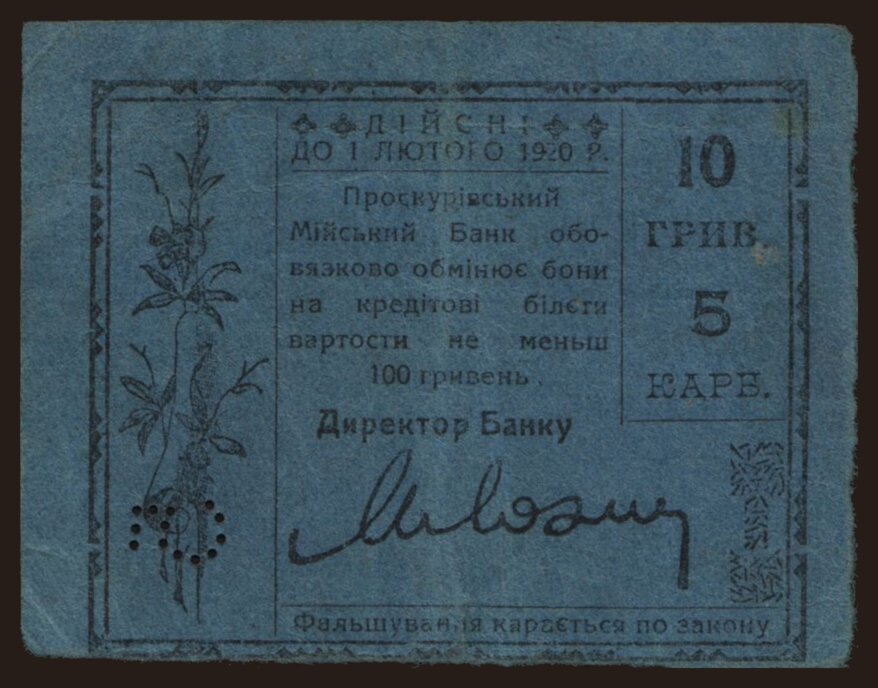 ДІЙСНІ
ДО 1 ЛЮТОГО 1920 Р.
Проскурівський
Мійський Банк обо-
вязково обмінює бони
на кредітові білєти
вартости не меньш
100 гривень.
Директор Банку
10
ГРИВ.
5
КАРБ.
Фальшування карається по закону